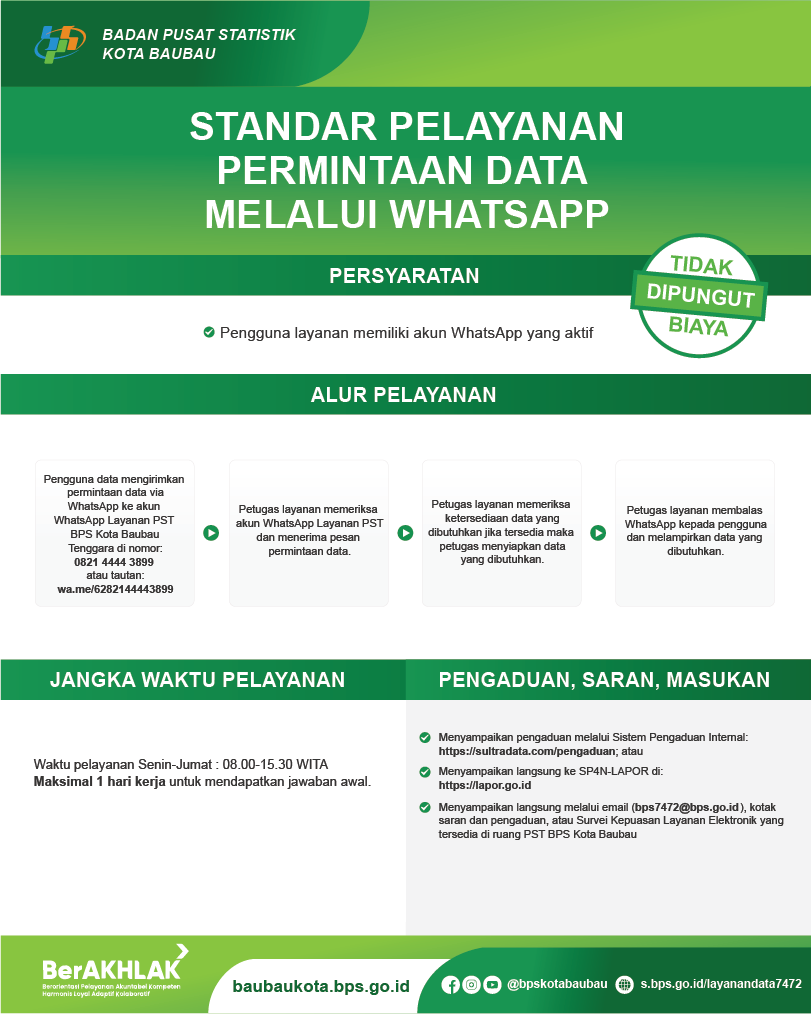 BADAN PUSAT STATISTIK
KOTA BAUBAU
STANDAR PELAYANAN
PERMINTAAN DATA
MELALUI WHATSAPP
TIDAK
DIPUNGUT
BIAYA
PERSYARATAN
Pengguna layanan memiliki akun WhatsApp yang aktif
ALUR PELAYANAN
Pengguna data mengirimkan
permintaan data via
WhatsApp ke akun
WhatsApp Layanan PST
BPS Kota Baubau
Tenggara di nomor:
0821 4444 3899
atau tautan:
wa.me/6282144443899
Petugas layanan memeriksa
akun WhatsApp Layanan PST
dan menerima pesan
permintaan data.
Petugas layanan memeriksa
ketersediaan data yang
dibutuhkan jika tersedia maka
petugas menyiapkan data
yang dibutuhkan.
Petugas layanan membalas
WhatsApp kepada pengguna
dan melampirkan data yang
dibutuhkan.
JANGKA WAKTU PELAYANAN
Waktu pelayanan Senin-Jumat : 08.00-15.30 WITA
Maksimal 1 hari kerja untuk mendapatkan jawaban awal.
PENGADUAN, SARAN, MASUKAN
Menyampaikan pengaduan melalui Sistem Pengaduan Internal:
https://sultradata.com/pengaduan; atau
Menyampaikan langsung ke SP4N-LAPOR di:
https://lapor.go.id
Menyampaikan langsung melalui email (bps7472@bps.go.id), kotak
saran dan pengaduan, atau Survei Kepuasan Layanan Elektronik yang
tersedia di ruang PST BPS Kota Baubau
BerAKHLAK
Berorientasi Pelayanan Akuntabel Kompeten
Harmonis Loyal Adaptif Kolaboratif
baubaukota.bps.go.id
@bpskotabaubau
s.bps.go.id/layanandata7472